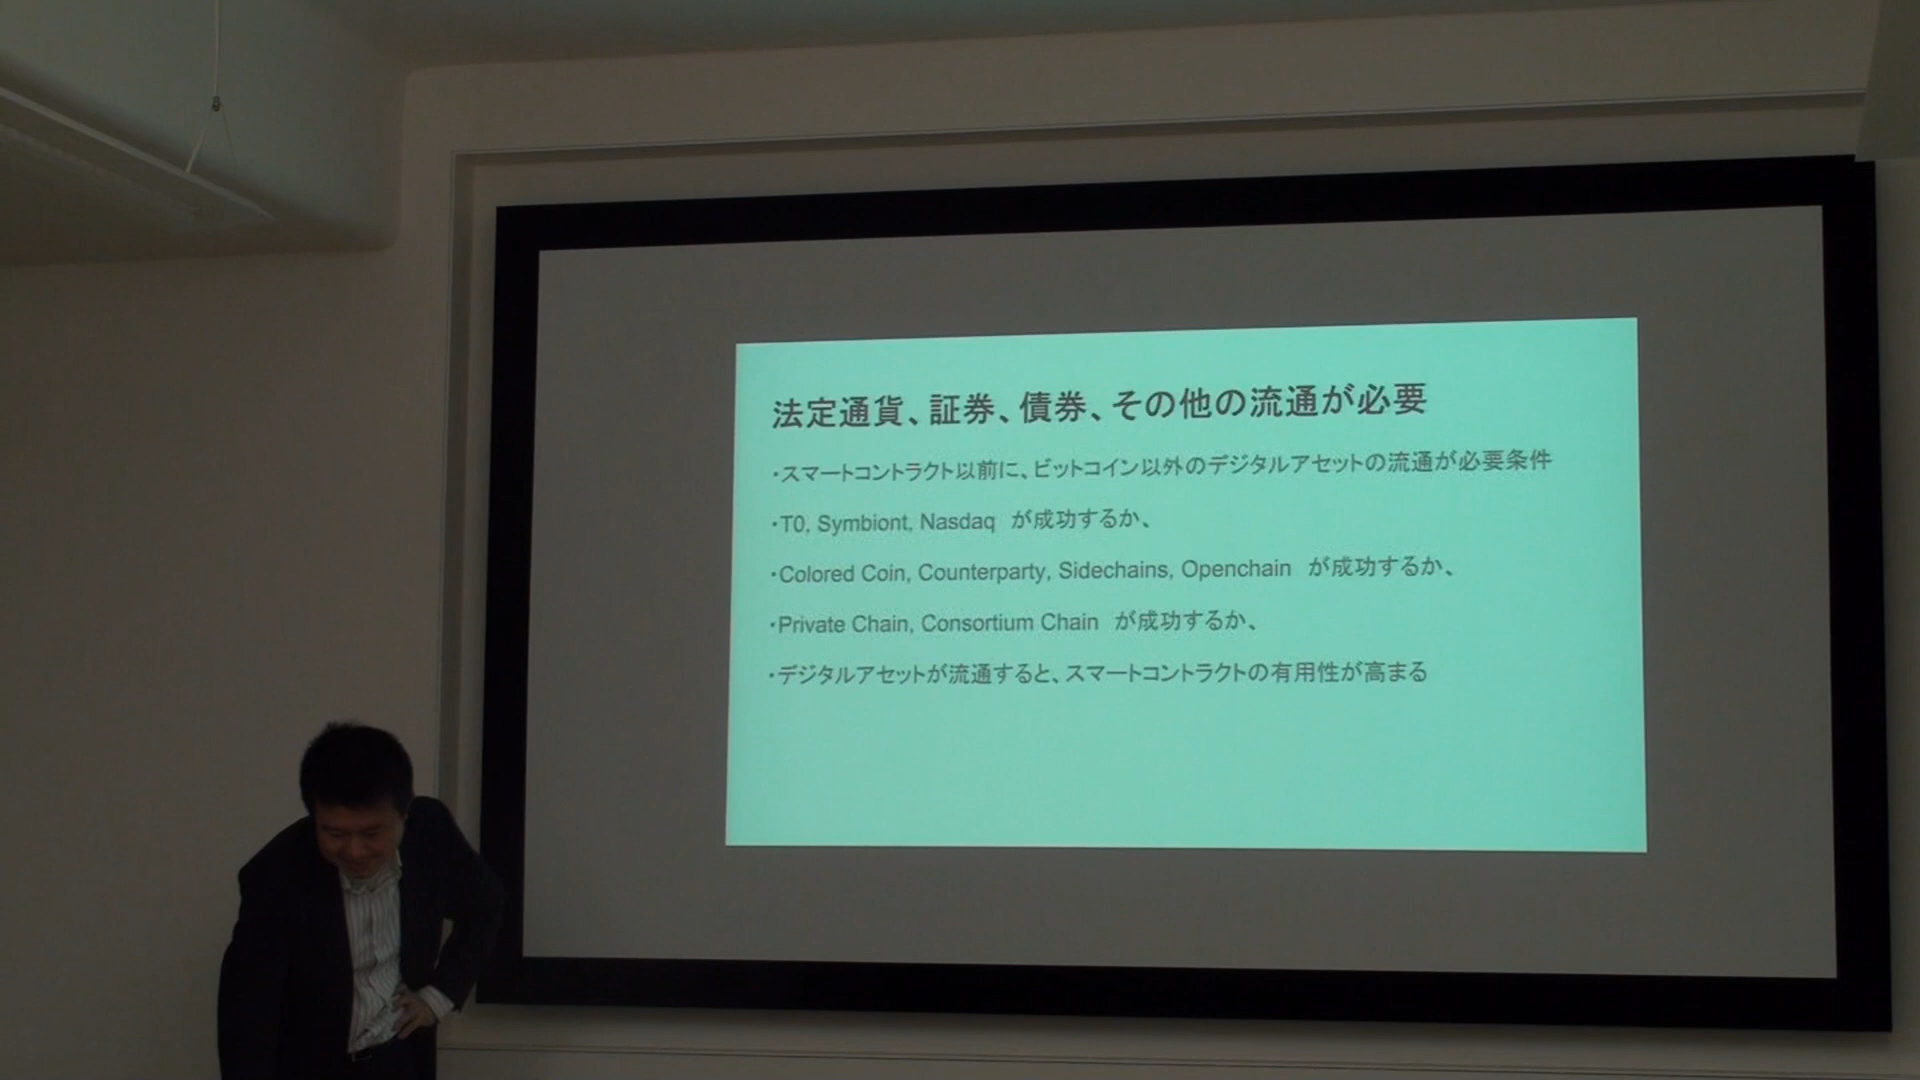 法定通貨、証券、債券、その他の流通が必要
・スマートコントラクト以前に、ビットコイン以外のデジタルアセットの流通が必要条件
・T0, Symbiont, Nasdaq が成功するか、
・Colored Coin, Counterparty, Sidechains, Openchain が成功するか、
・Private Chain, Consortium Chain が成功するか、
・デジタルアセットが流通すると、スマートコントラクトの有用性が高まる